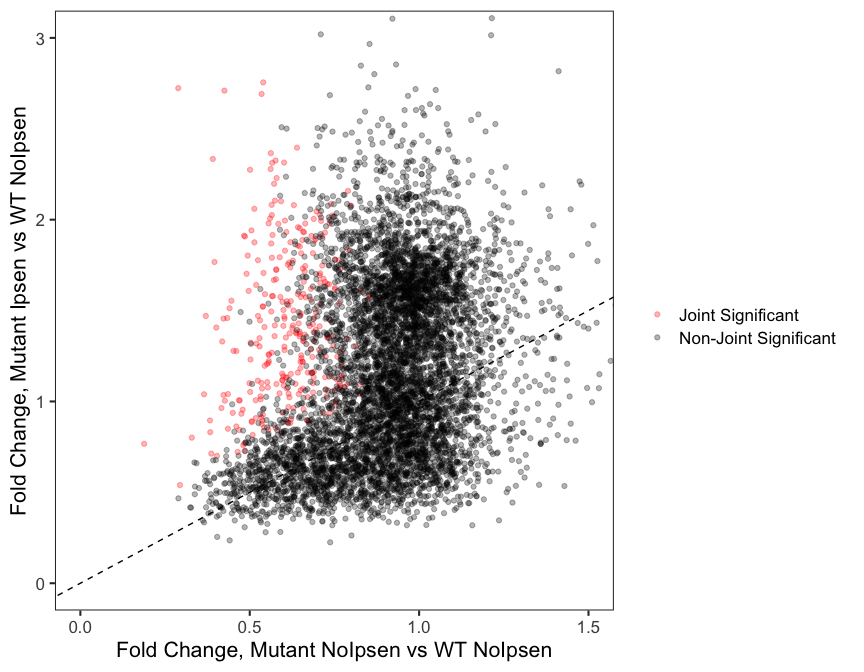 3
2
1
0
Fold Change, Mutant Ipsen vs WT NoIpsen
0.0 0.5 1.0 1.5
Fold Change, Mutant NoIpsen vs WT NoIpsen
Joint Significant
Non-Joint Significant